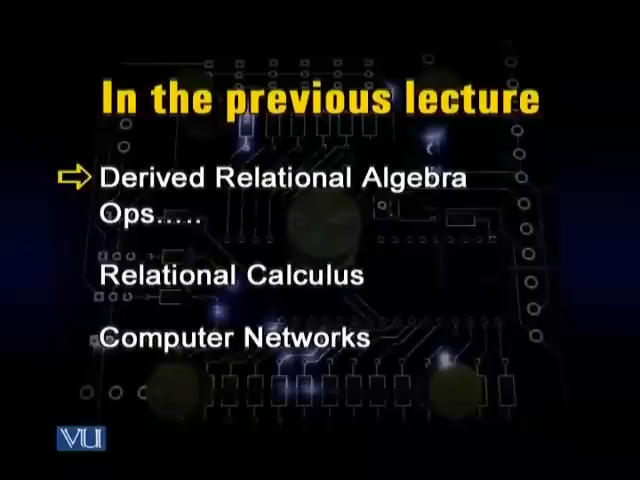 In the previous lecture
Derived Relational Algebra
Ops.....
Relational Calculus
Computer Networks
VU